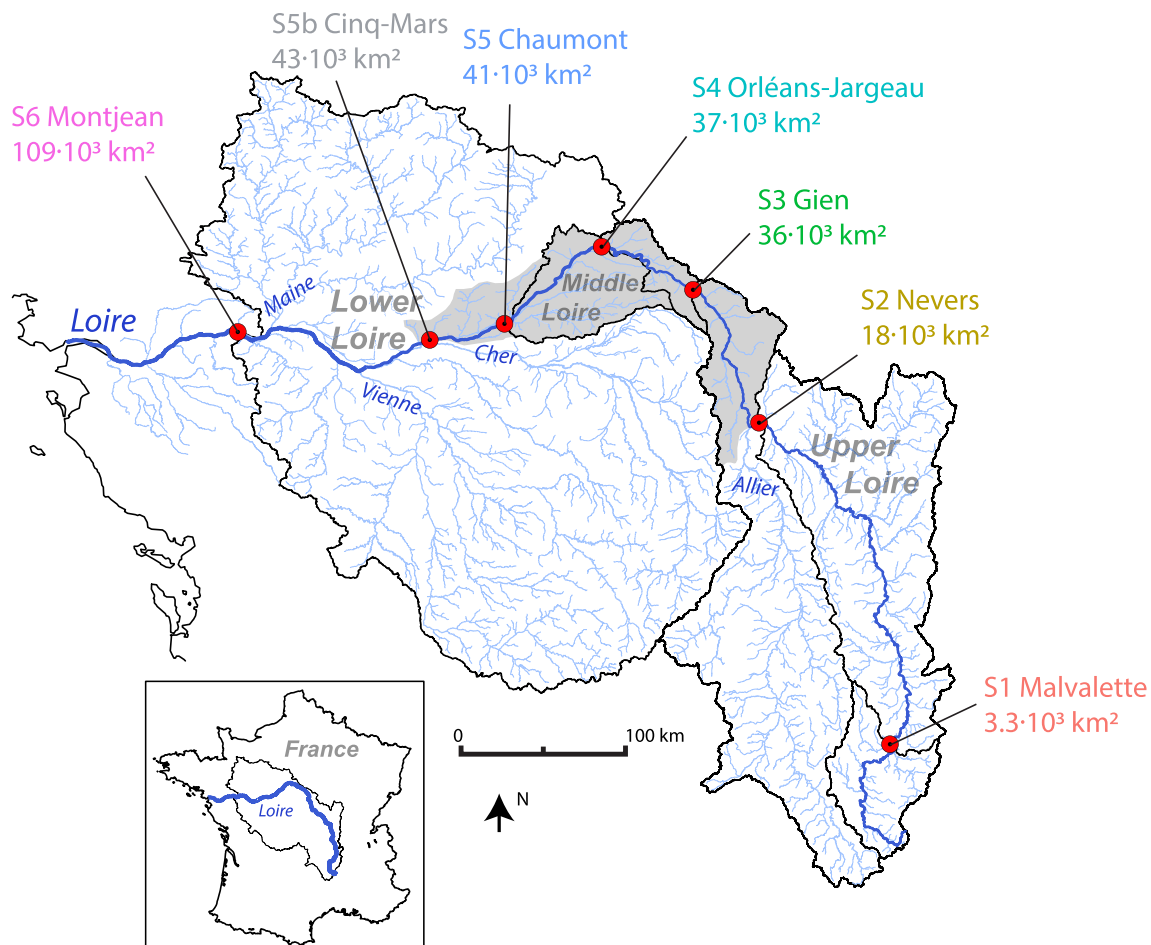 S5b Cinq-Mars
43·10³ km²
S5 Chaumont
41·10³ km²
S4 Orléans-Jargeau
37·10³ km²
S6 Montjean
109·10³ km²
S3 Gien
36·10³ km²
S2 Nevers
18·10³ km²
Maine
Middle
Loire
Lower
Loire
Loire
Cher
Vienne
Upper
Loire
Allier
S1 Malvalette
3.3·10³ km²
0
100 km
N
France
Loire